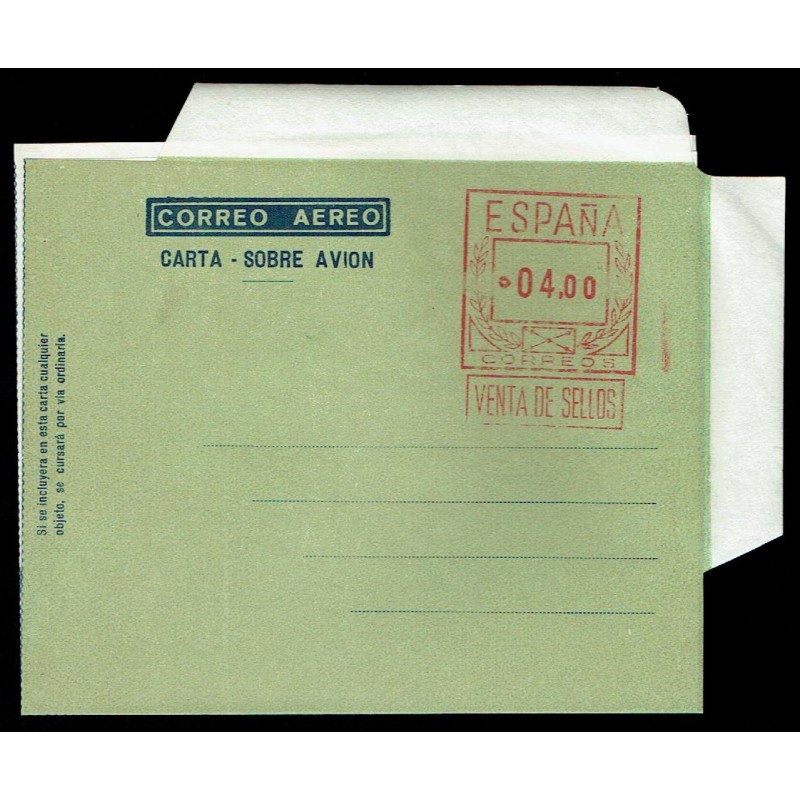 CORREO AEREO
CARTA - SOBRE AVION
ESPAÑA
04,00
CORREOS
VENTA DE SELLOS
Si se incluyera en esta carta cualquier
objeto, se cursará por vía ordinaria.